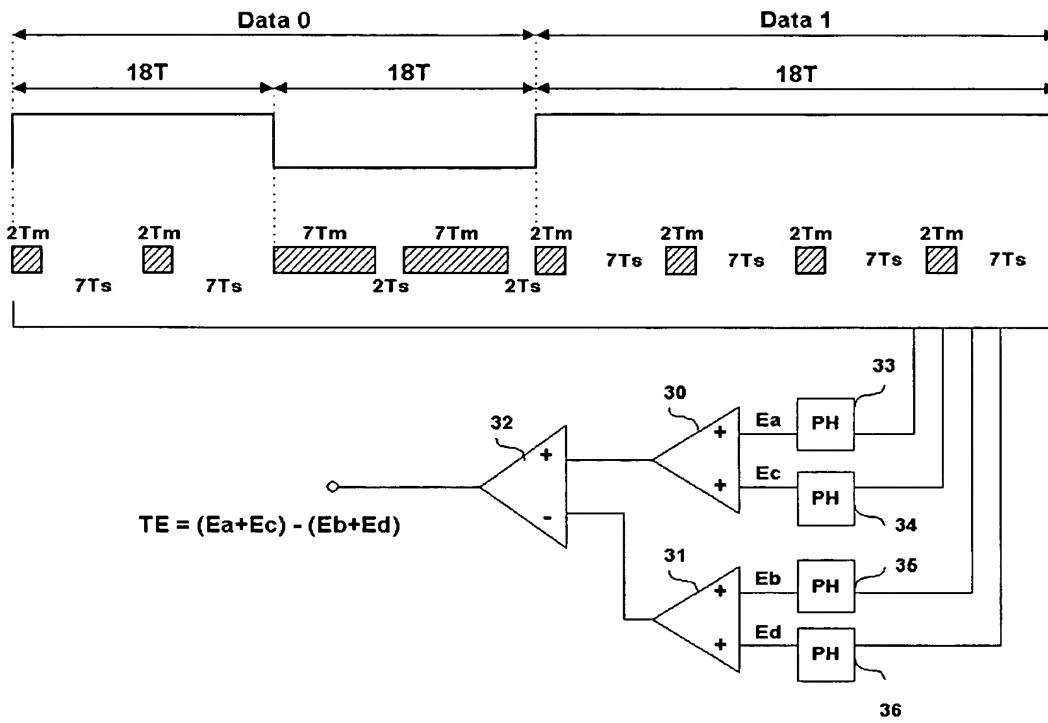 Data 0 Data 1
18T 18T 18T
2Tm 2Tm 7Tm 7Tm 2Tm 2Tm 2Tm 2Tm
7Ts 7Ts 2Ts 2Ts 7Ts 7Ts 7Ts 7Ts
33
30
32 Ea PH
+ +
Ec PH
+
-
34
TE = (Ea+Ec) - (Eb+Ed)
31 35
Eb PH
+
Ed PH
+
36